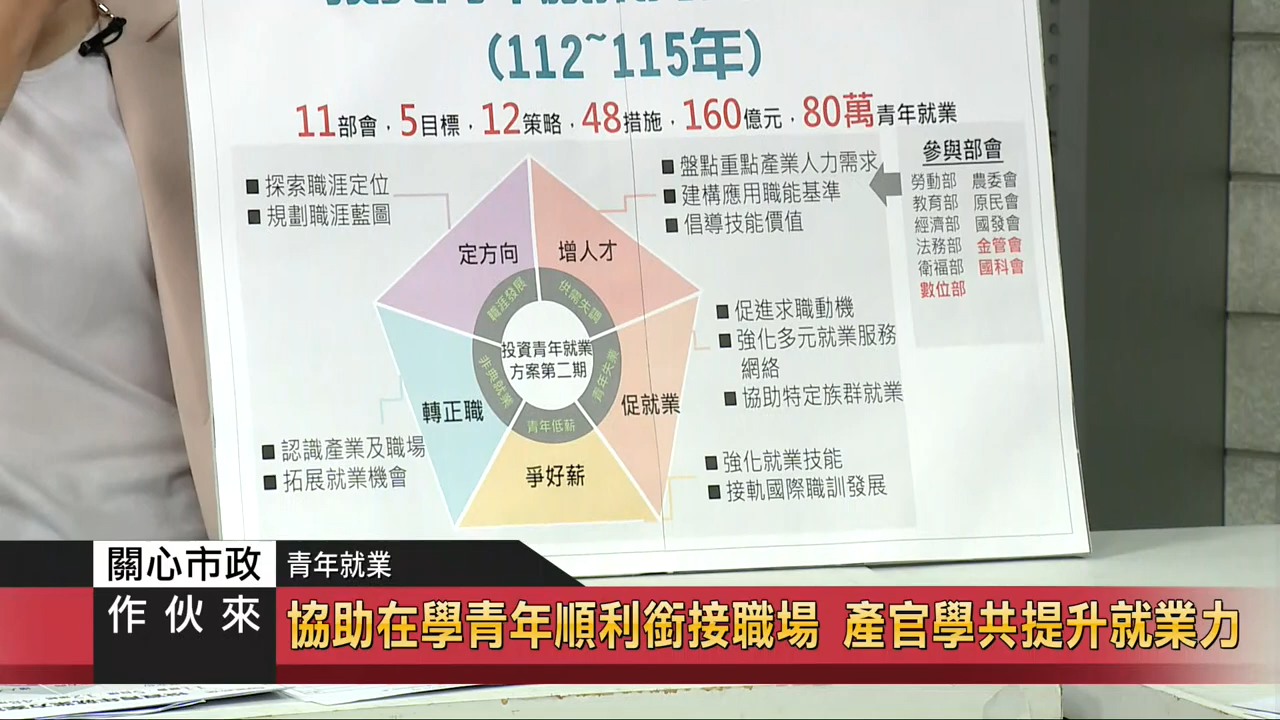 (112~115年)
11部會，5目標，12策略，48措施，160億元，80萬青年就業
參與部會
勞動部 農委會
教育部 原民會
經濟部 國發會
法務部 金管會
衛福部 國科會
數位部
■ 探索職涯定位
■ 規劃職涯藍圖
■ 盤點重點產業人力需求
■ 建構應用職能基準
■ 倡導技能價值
定方向
增人才
職涯發展
供需失調
投資青年就業
方案第二期
非典就業
青年失業
青年低薪
轉正職
促就業
爭好薪
■ 促進求職動機
■ 強化多元就業服務
網絡
■ 協助特定族群就業
■ 認識產業及職場
■ 拓展就業機會
■ 強化就業技能
■ 接軌國際職訓發展
關心市政
作伙來
青年就業
協助在學青年順利銜接職場 產官學共提升就業力